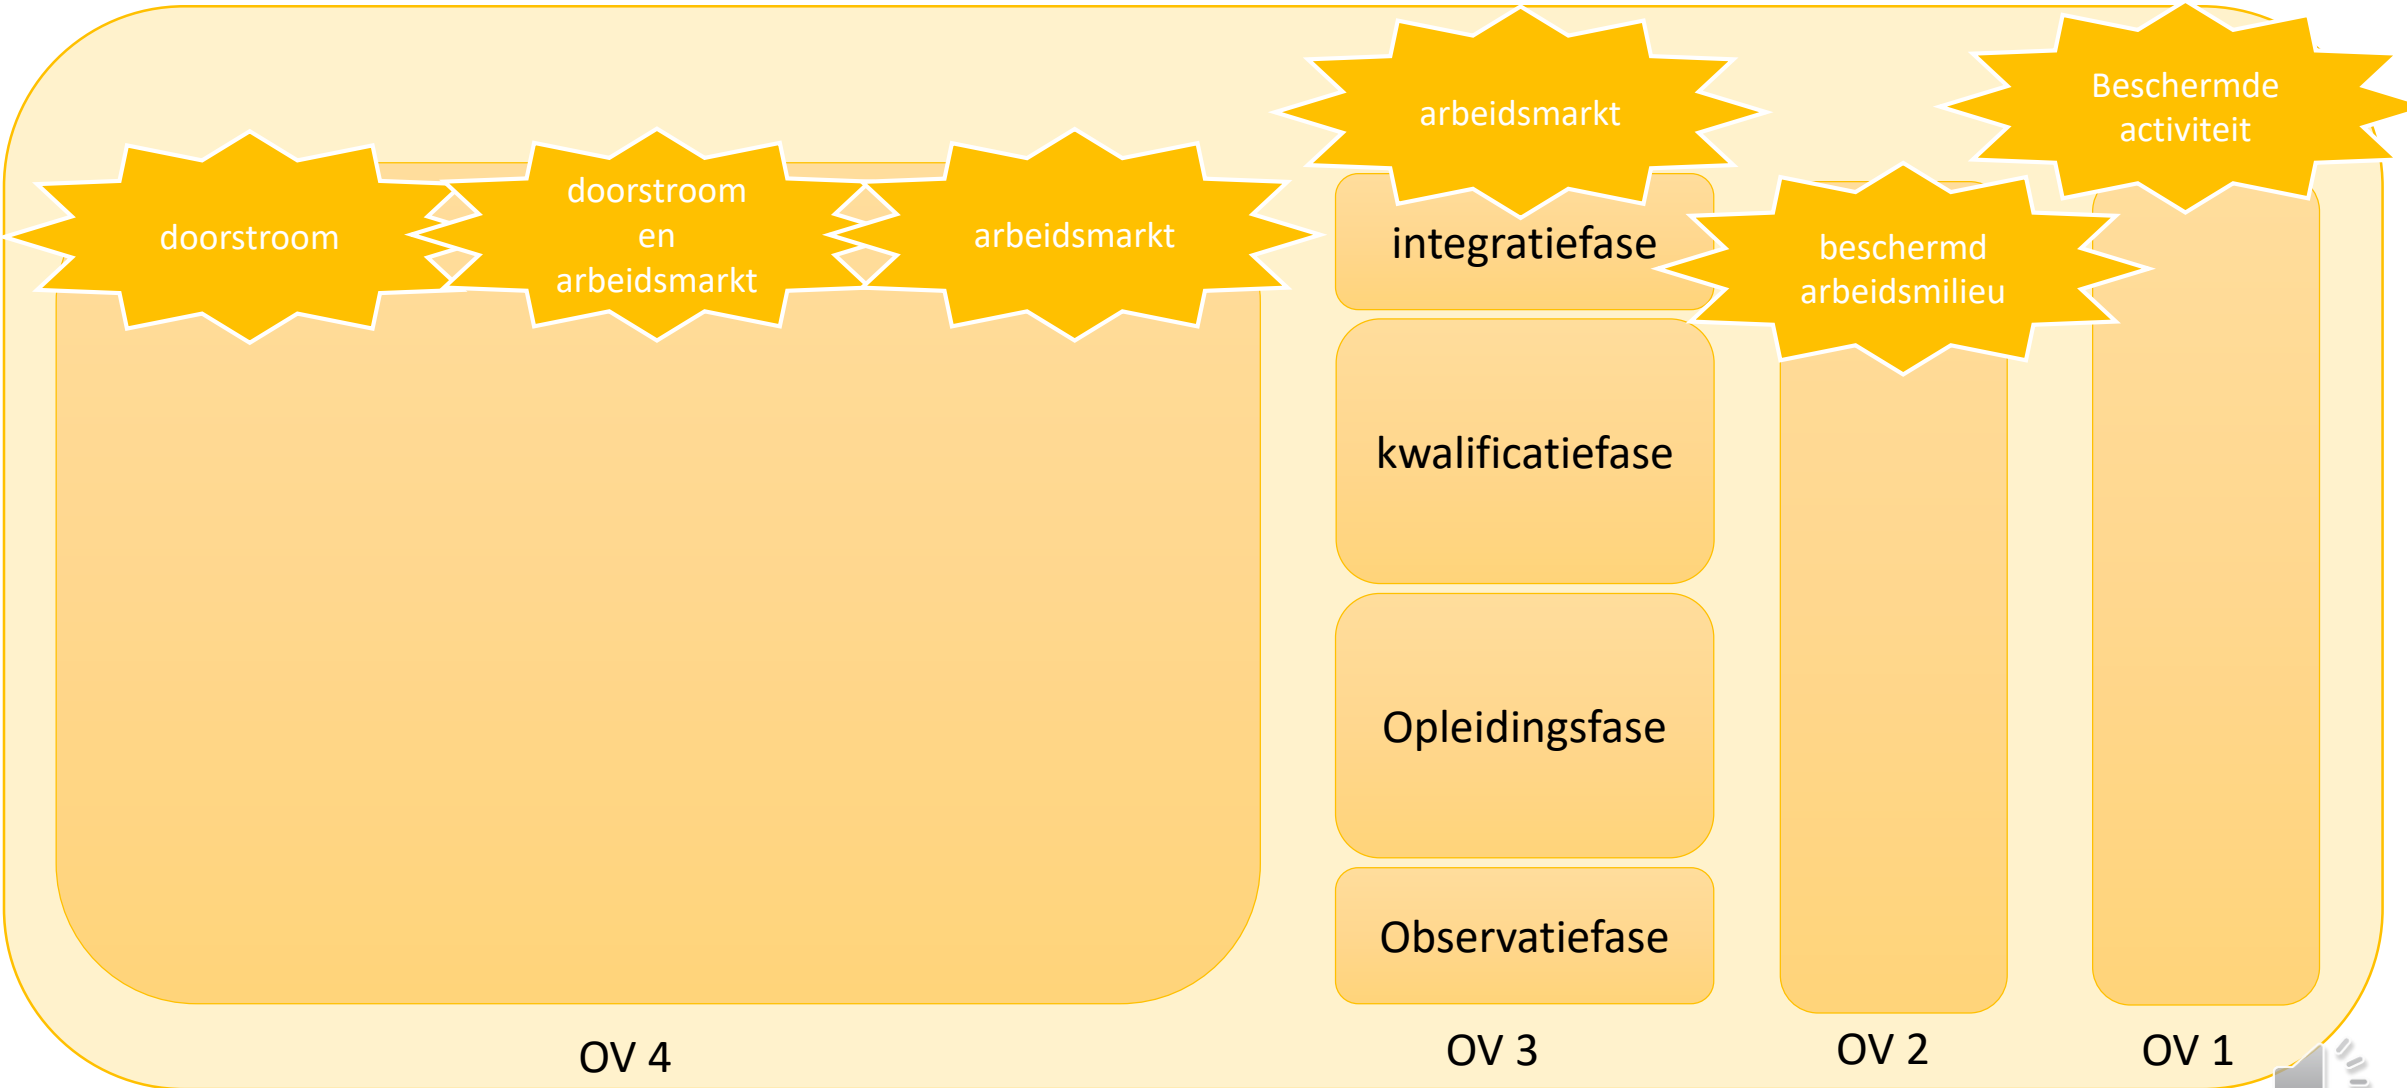 doorstroom
doorstroom
en
arbeidsmarkt
arbeidsmarkt
arbeidsmarkt
integratiefase
kwalificatiefase
Opleidingsfase
Observatiefase
beschermd
arbeidsmilieu
Beschermde
activiteit
OV 4
OV 3
OV 2
OV 1